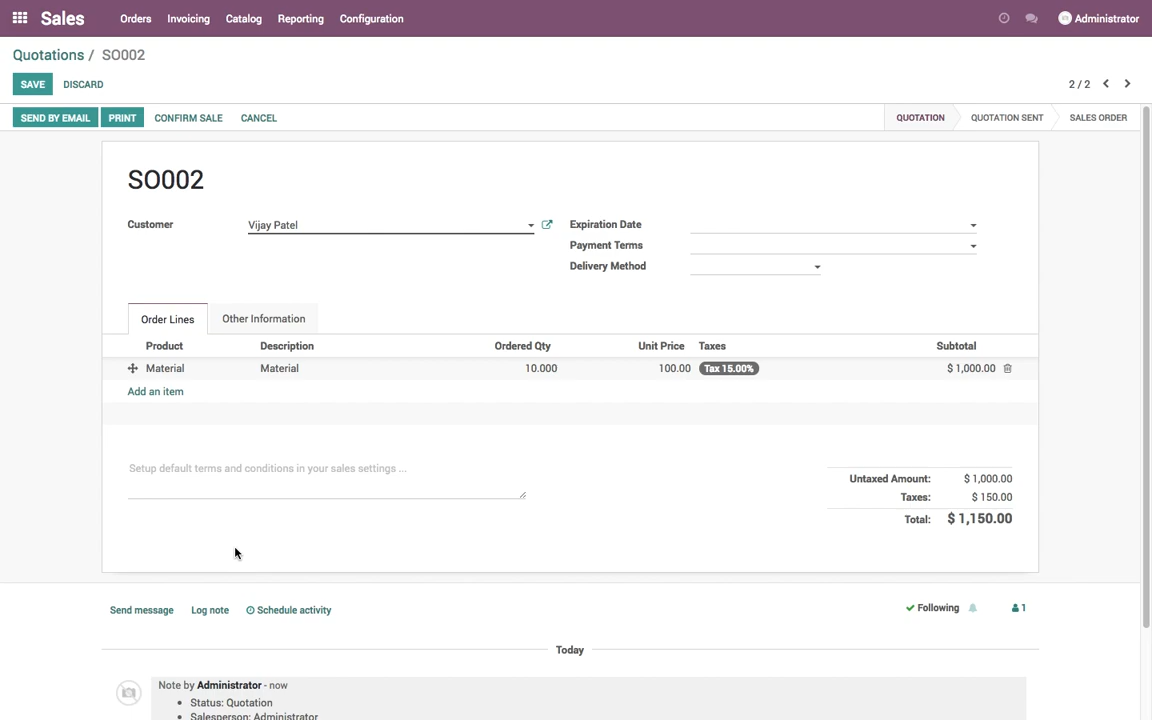 Sales Orders Invoicing Catalog Reporting Configuration Administrator
Quotations / SO002
SAVE DISCARD 2 / 2
SEND BY EMAIL PRINT CONFIRM SALE CANCEL QUOTATION QUOTATION SENT SALES ORDER
SO002
Customer Vijay Patel Expiration Date
Payment Terms
Delivery Method
Order Lines Other Information
Product Description Ordered Qty Unit Price Taxes Subtotal
Material Material 10.000 100.00 Tax 15.00% $ 1,000.00
Add an item
Setup default terms and conditions in your sales settings ...
Untaxed Amount: $ 1,000.00
Taxes: $ 150.00
Total: $ 1,150.00
Send message Log note Schedule activity Following 1
Today
Note by Administrator - now
• Status: Quotation
• Salesperson: Administrator